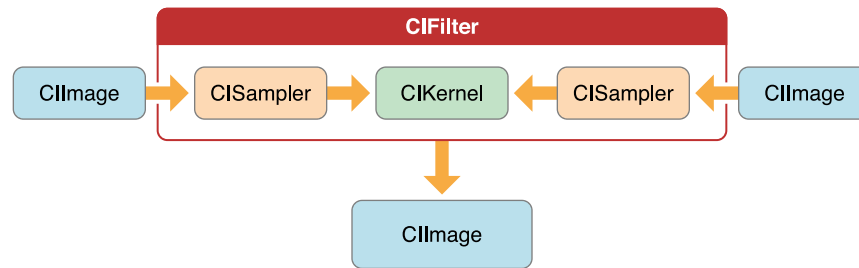 CIFilter
CIImage
CISampler
CIKernel
CISampler
CIImage
CIImage